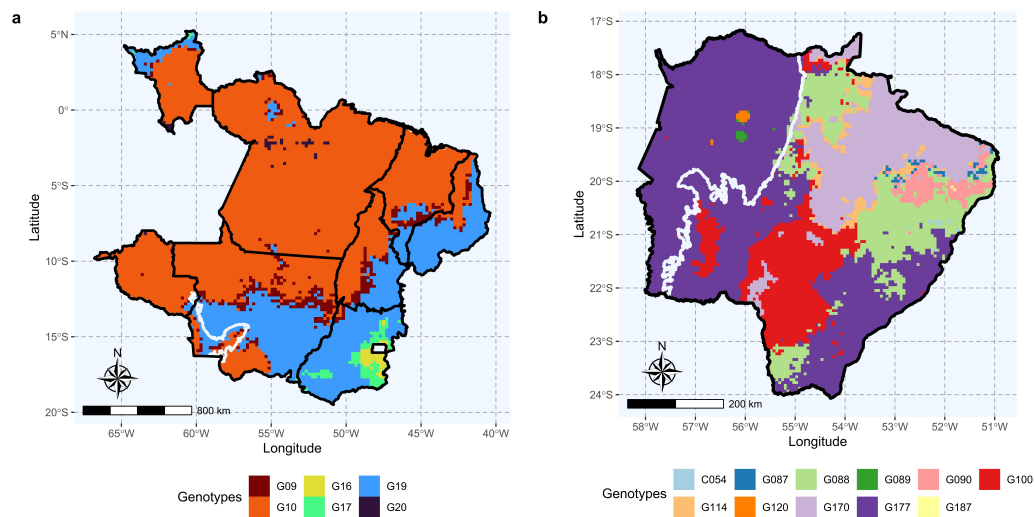 a
5°N
0°
5°S
10°S
15°S
20°S
Latitude
N
800 km
65°W 60°W 55°W 50°W 45°W 40°W
Longitude
Genotypes
G09 G16 G19
G10 G17 G20
b
17°S
18°S
19°S
20°S
21°S
22°S
23°S
24°S
Latitude
N
200 km
58°W 57°W 56°W 55°W 54°W 53°W 52°W 51°W
Longitude
Genotypes
C054 G087 G088 G089 G090 G100
G114 G120 G170 G177 G187